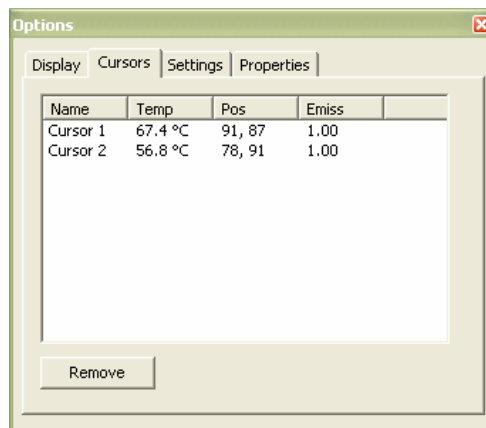 Options
Display Cursors Settings Properties
Name Temp Pos Emiss
Cursor 1 67.4 °C 91, 87 1.00
Cursor 2 56.8 °C 78, 91 1.00
Remove